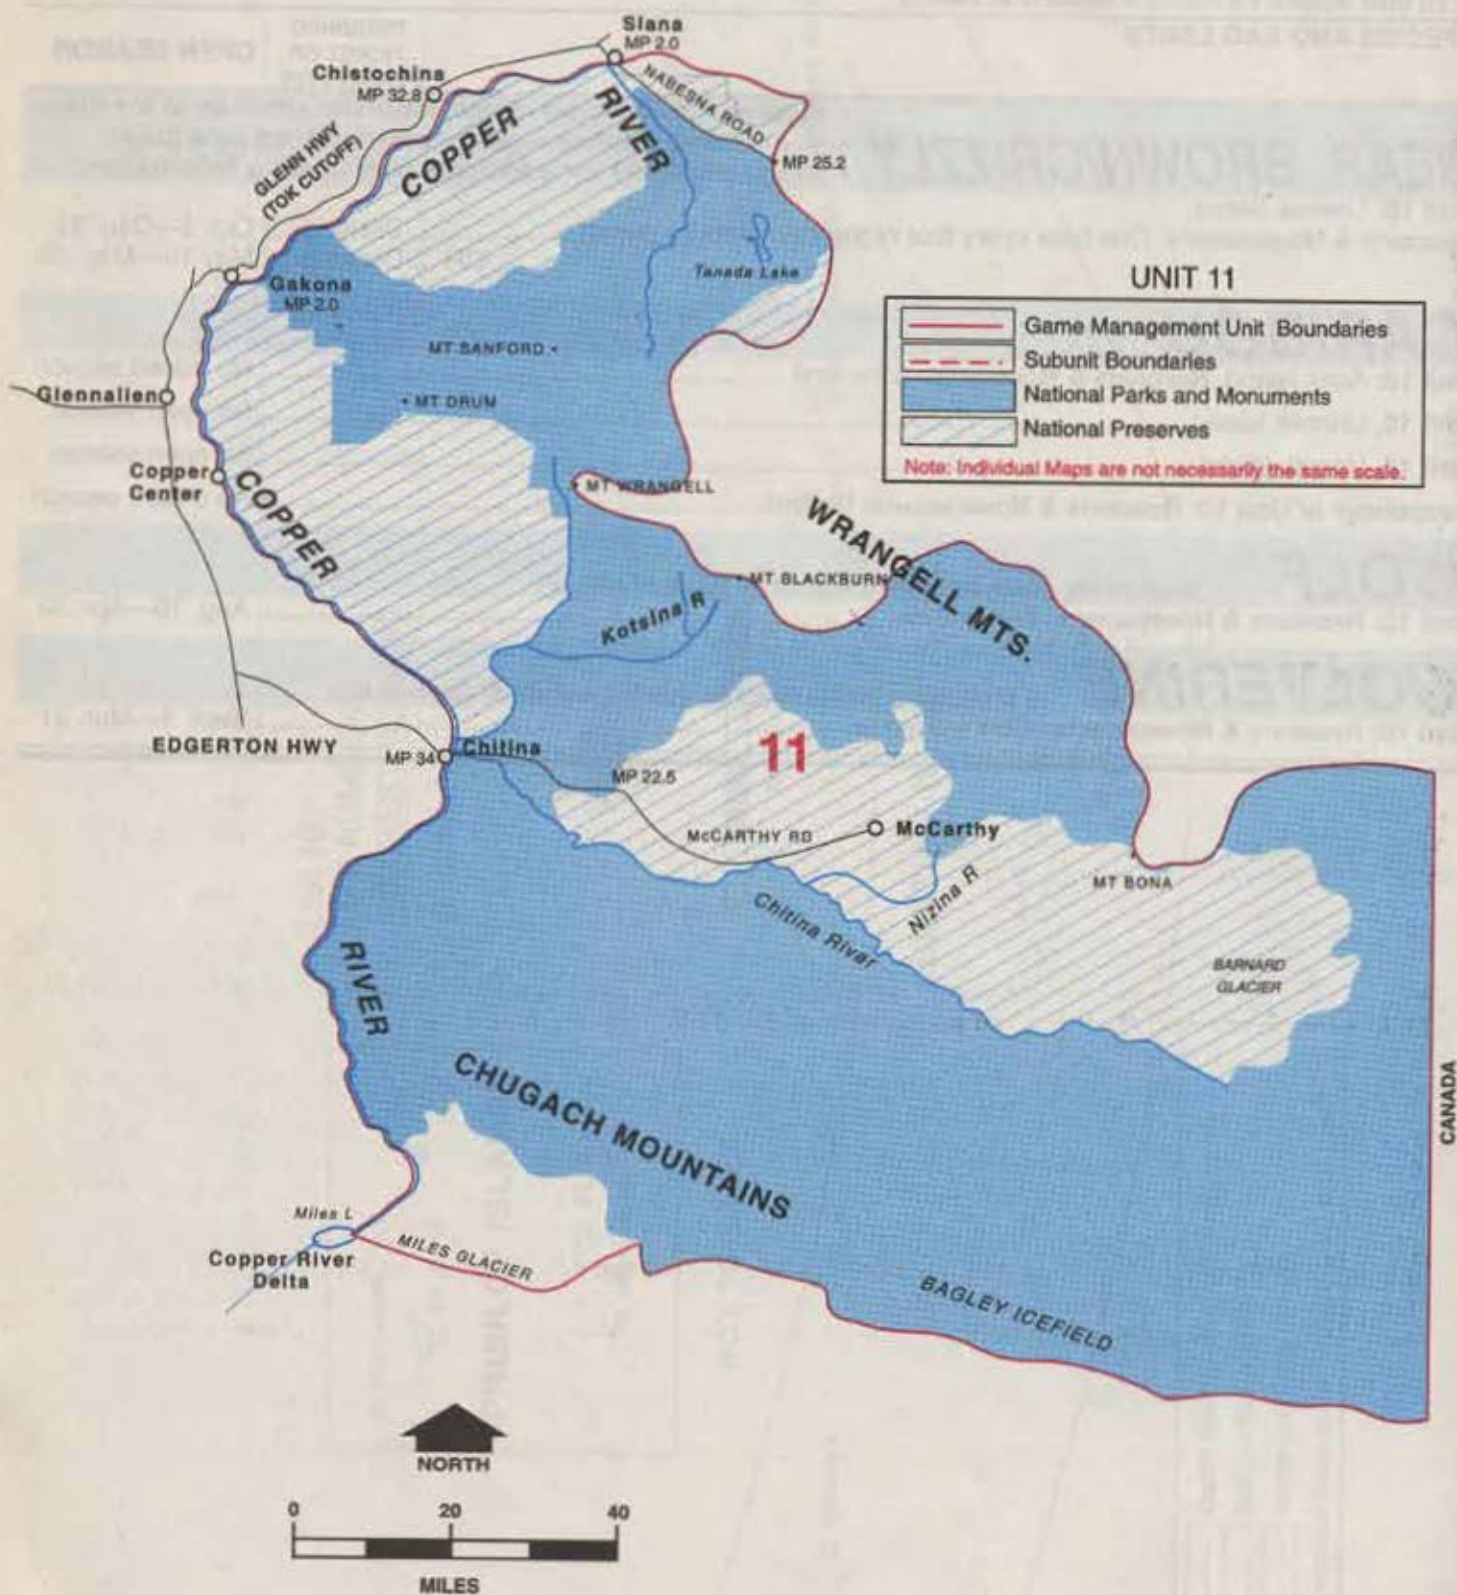 Slana
MP 2.0
Chistochina
MP 32.8
NABESNA ROAD
COPPER
RIVER
GLENN HWY
(TOK CUTOFF)
MP 25.2
Tanada Lake
Gakona
MP 2.0
UNIT 11
Game Management Unit Boundaries
Subunit Boundaries
National Parks and Monuments
National Preserves
Note: Individual Maps are not necessarily the same scale.
MT SANFORD
MT DRUM
Glennallen
Copper
Center
COPPER
MT WRANGELL
WRANGELL MTS.
MT BLACKBURN
Kotsina R
EDGERTON HWY
MP 34
Chitina
11
MP 22.5
McCARTHY RD
McCarthy
MT BONA
Nizina R
Chitina River
BARNARD
GLACIER
RIVER
CHUGACH MOUNTAINS
CANADA
Miles L
Copper River
Delta
MILES GLACIER
BAGLEY ICEFIELD
NORTH
0 20 40
MILES